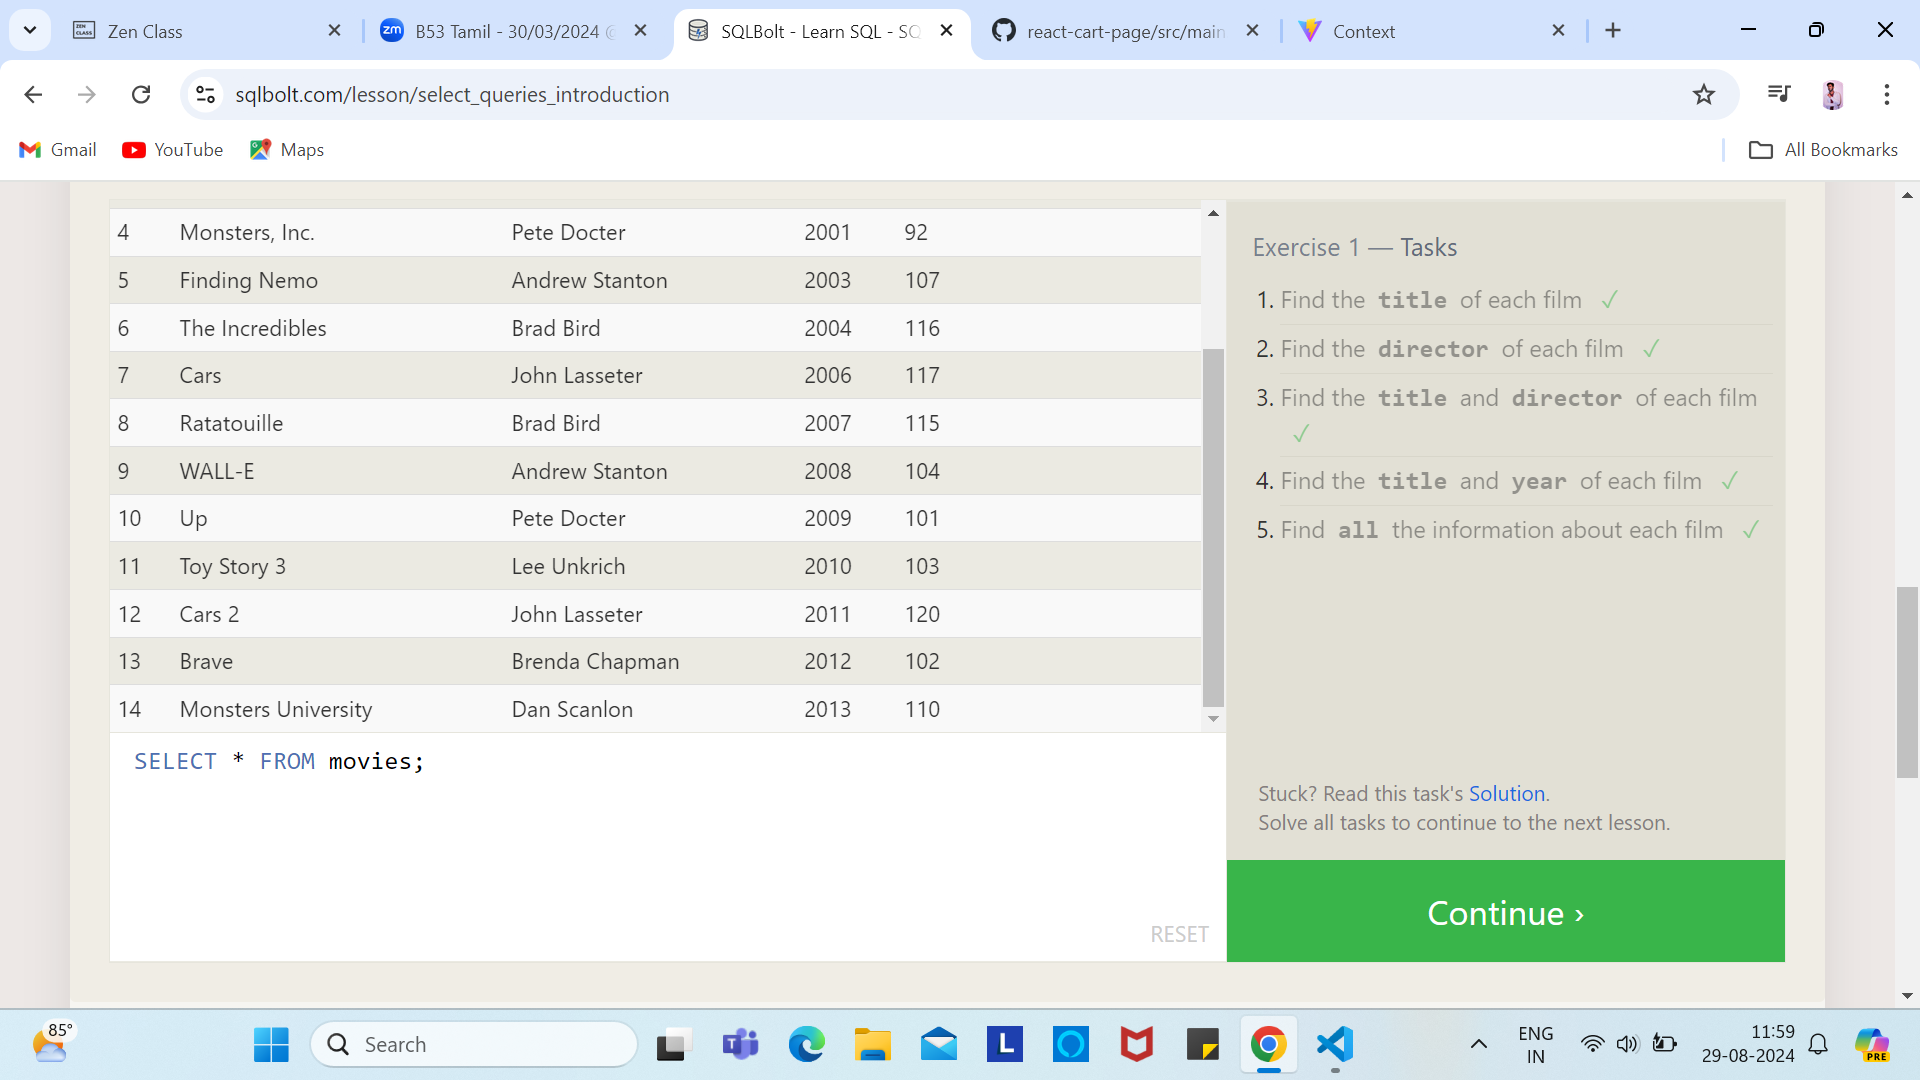 Zen Class
zm B53 Tamil - 30/03/2024 @
SQLBolt - Learn SQL - SQ
react-cart-page/src/main
Context
sqlbolt.com/lesson/select_queries_introduction
Gmail YouTube Maps All Bookmarks
4 Monsters, Inc. Pete Docter 2001 92
5 Finding Nemo Andrew Stanton 2003 107
6 The Incredibles Brad Bird 2004 116
7 Cars John Lasseter 2006 117
8 Ratatouille Brad Bird 2007 115
9 WALL-E Andrew Stanton 2008 104
10 Up Pete Docter 2009 101
11 Toy Story 3 Lee Unkrich 2010 103
12 Cars 2 John Lasseter 2011 120
13 Brave Brenda Chapman 2012 102
14 Monsters University Dan Scanlon 2013 110
SELECT * FROM movies;
RESET
Exercise 1 — Tasks
1. Find the title of each film ✓
2. Find the director of each film ✓
3. Find the title and director of each film
✓
4. Find the title and year of each film ✓
5. Find all the information about each film ✓
Stuck? Read this task's Solution.
Solve all tasks to continue to the next lesson.
Continue ›
85°
Search
L
ENG
IN
11:59
29-08-2024
PRE